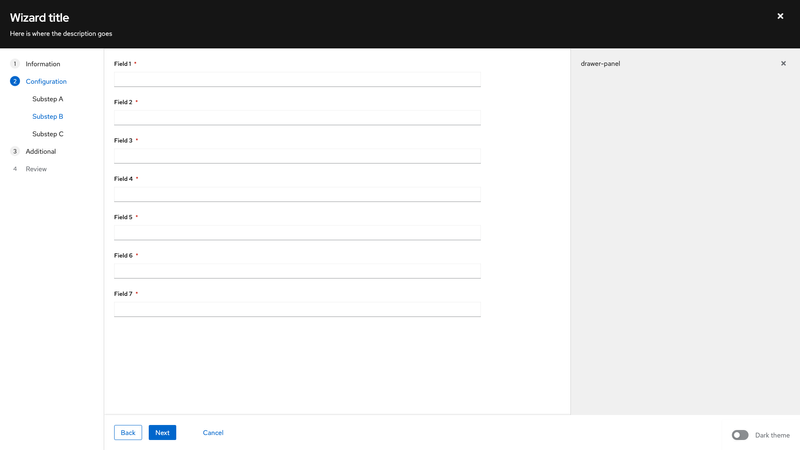 Wizard title
Here is where the description goes
1 Information
2 Configuration
Substep A
Substep B
Substep C
3 Additional
4 Review
Field 1 *
Field 2 *
Field 3 *
Field 4 *
Field 5 *
Field 6 *
Field 7 *
drawer-panel
Back
Next
Cancel
Dark theme